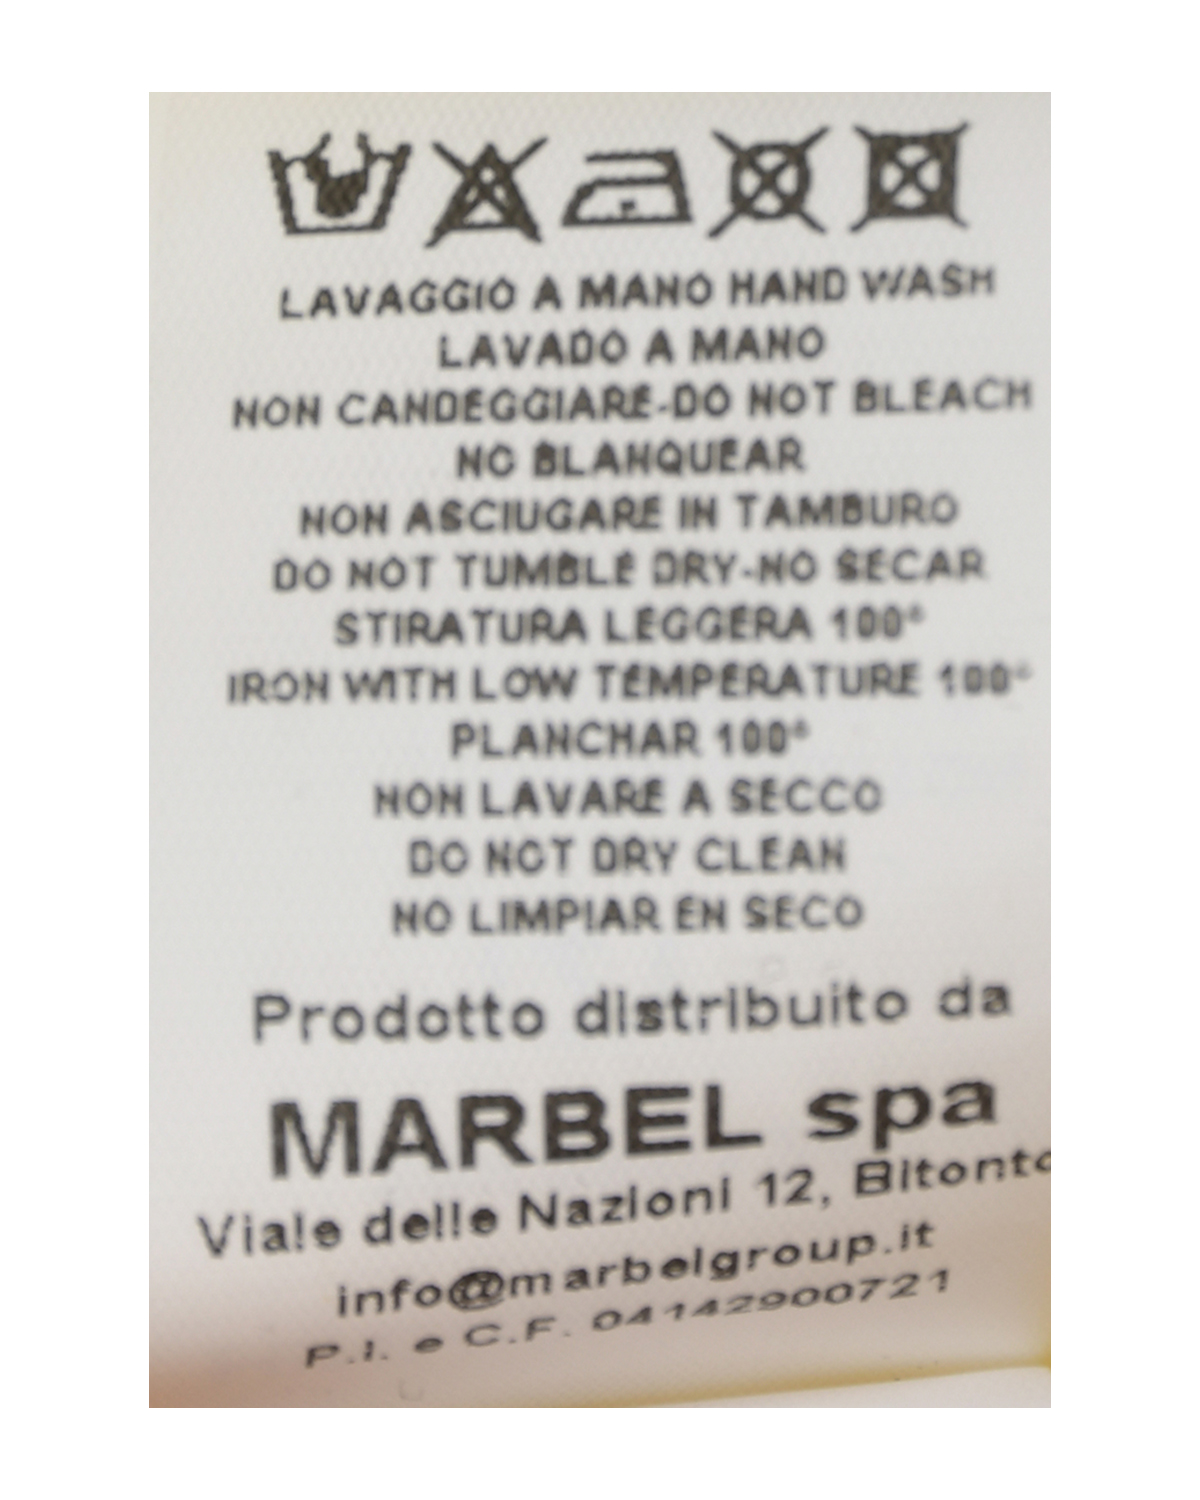 LAVAGGIO A MANO HAND WASH
LAVADO A MANO
NON CANDEGGIARE-DO NOT BLEACH
NO BLANQUEAR
NON ASCIUGARE IN TAMBURO
DO NOT TUMBLE DRY-NO SECAR
STIRATURA LEGGERA 100°
IRON WITH LOW TEMPERATURE 100°
PLANCHAR 100°
NON LAVARE A SECCO
DO NOT DRY CLEAN
NO LIMPIAR EN SECO
Prodotto distribuito da
MARBEL spa
Viale delle Nazioni 12, Bitonto
info@marbelgroup.it
P.I. e C.F. 04142900721